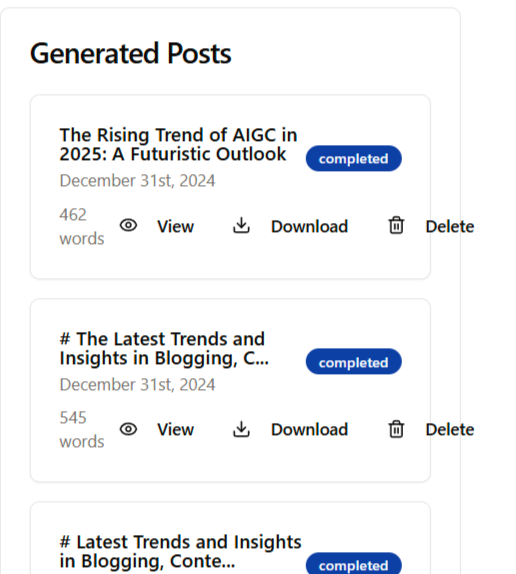 Generated Posts
The Rising Trend of AIGC in
2025: A Futuristic Outlook
completed
December 31st, 2024
462
words
View
Download
Delete
# The Latest Trends and
Insights in Blogging, C...
completed
December 31st, 2024
545
words
View
Download
Delete
# Latest Trends and Insights
in Blogging, Conte...
completed